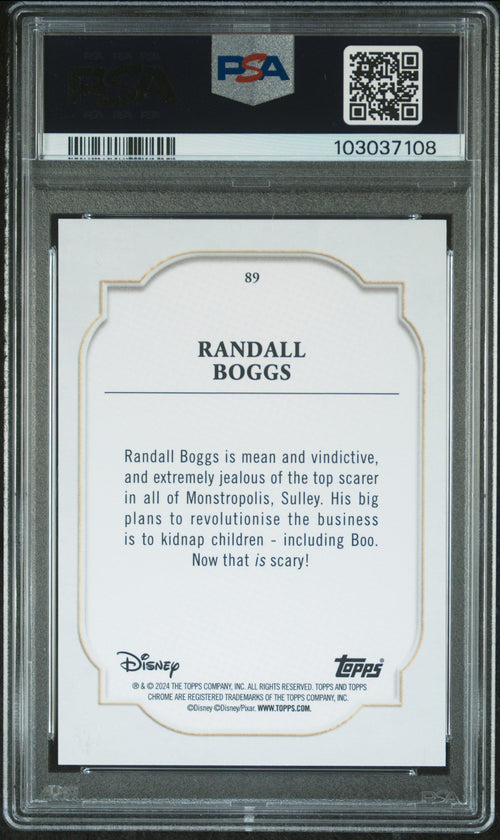 PSA
PSA
103037108
89
RANDALL
BOGGS
Randall Boggs is mean and vindictive,
and extremely jealous of the top scarer
in all of Monstropolis, Sulley. His big
plans to revolutionise the business
is to kidnap children - including Boo.
Now that is scary!
Disney
topps®
® & © 2024 THE TOPPS COMPANY, INC. ALL RIGHTS RESERVED. TOPPS AND TOPPS
CHROME ARE REGISTERED TRADEMARKS OF THE TOPPS COMPANY, INC.
©Disney ©Disney/Pixar. WWW.TOPPS.COM.
PSA